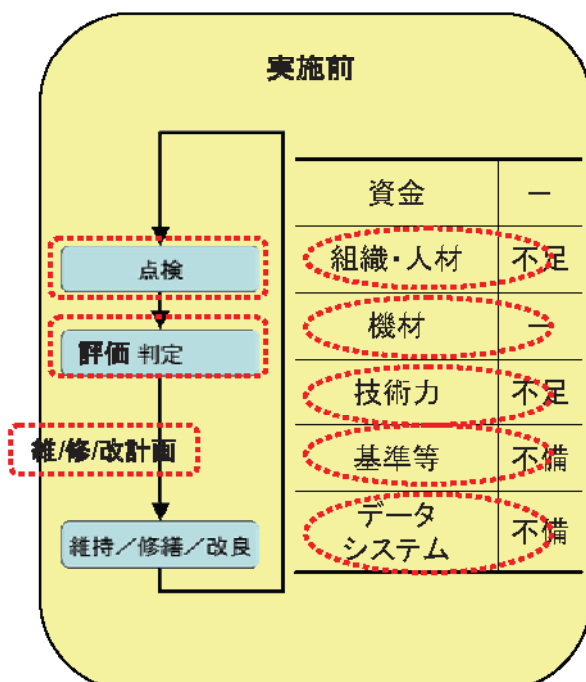 実施前
点検
評価 判定
維/修/改計画
維持／修繕／改良
資金 －
組織・人材 不足
機材 －
技術力 不足
基準等 不備
データ
システム 不備